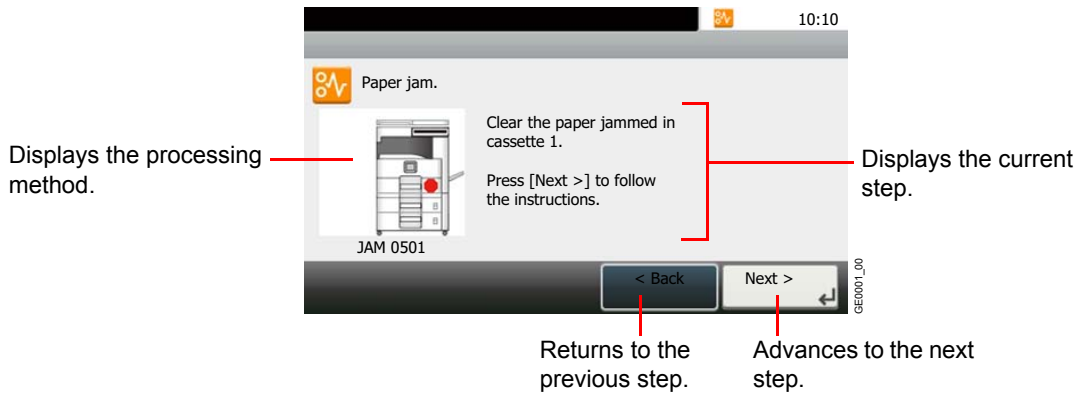 10:10
Paper jam.
Clear the paper jammed in
cassette 1.
Press [Next >] to follow
the instructions.
JAM 0501
Displays the processing
method.
Displays the current
step.
< Back
Next >
GE0001_00
Returns to the
previous step.
Advances to the next
step.